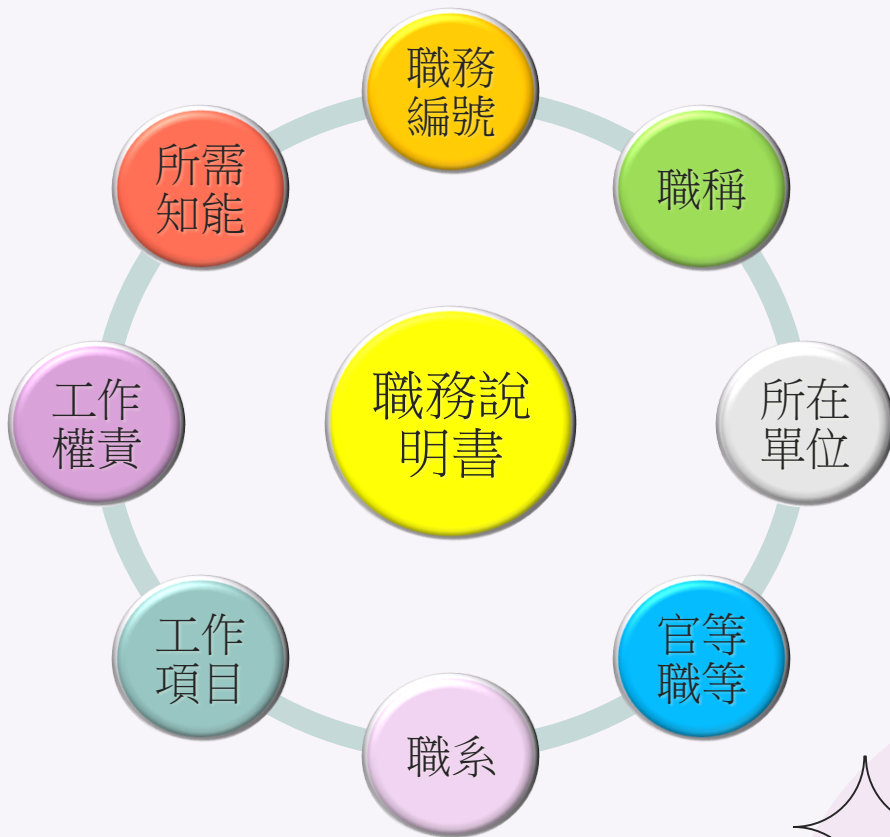 職務
編號
職稱
所在
單位
官等
職等
職系
工作
項目
工作
權責
所需
知能
職務說
明書